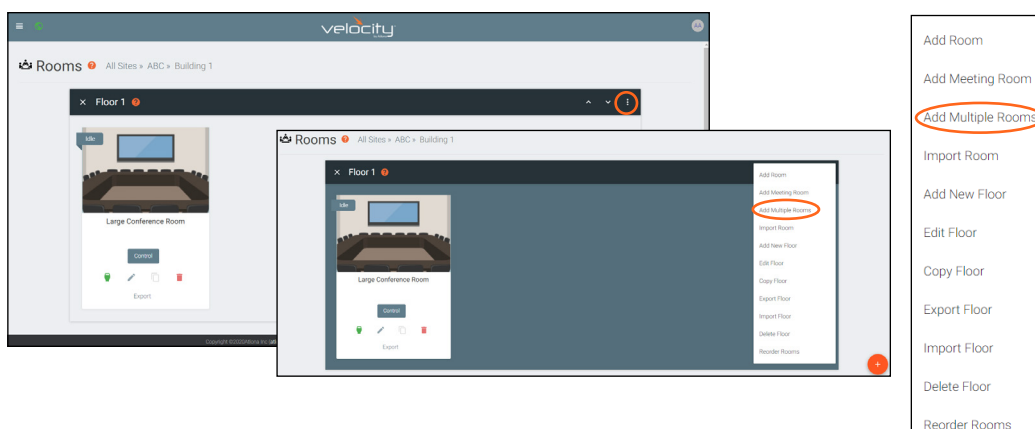 velocity
AA
Rooms ? All Sites » ABC » Building 1
× Floor 1 ?
Idle
Large Conference Room
Control
Export
Rooms ? All Sites » ABC » Building 1
× Floor 1 ?
Idle
Large Conference Room
Control
Export
Add Room
Add Meeting Room
Add Multiple Rooms
Import Room
Add New Floor
Edit Floor
Copy Floor
Export Floor
Import Floor
Delete Floor
Reorder Rooms
+
Add Room
Add Meeting Room
Add Multiple Rooms
Import Room
Add New Floor
Edit Floor
Copy Floor
Export Floor
Import Floor
Delete Floor
Reorder Rooms